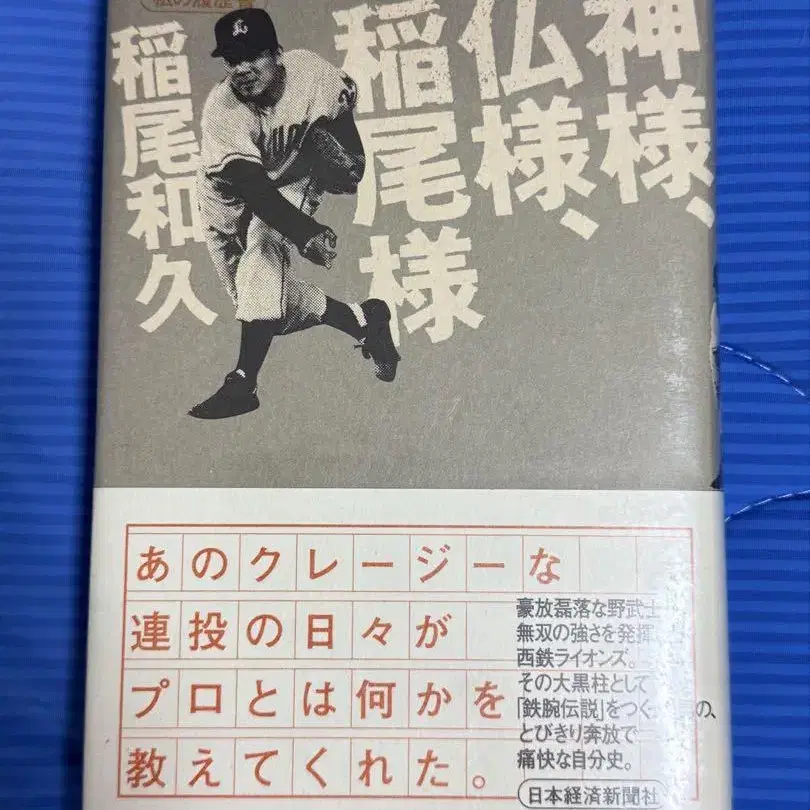 私の履歴書
神様、
仏様、
稲尾様
稲尾和久
あのクレージーな
連投の日々が
プロとは何かを
教えてくれた。
豪放磊落な野武士
無双の強さを発揮
西鉄ライオンズ。
その大黒柱として
「鉄腕伝説」をつく の、
とびきり奔放で
痛快な自分史。
日本経済新聞社